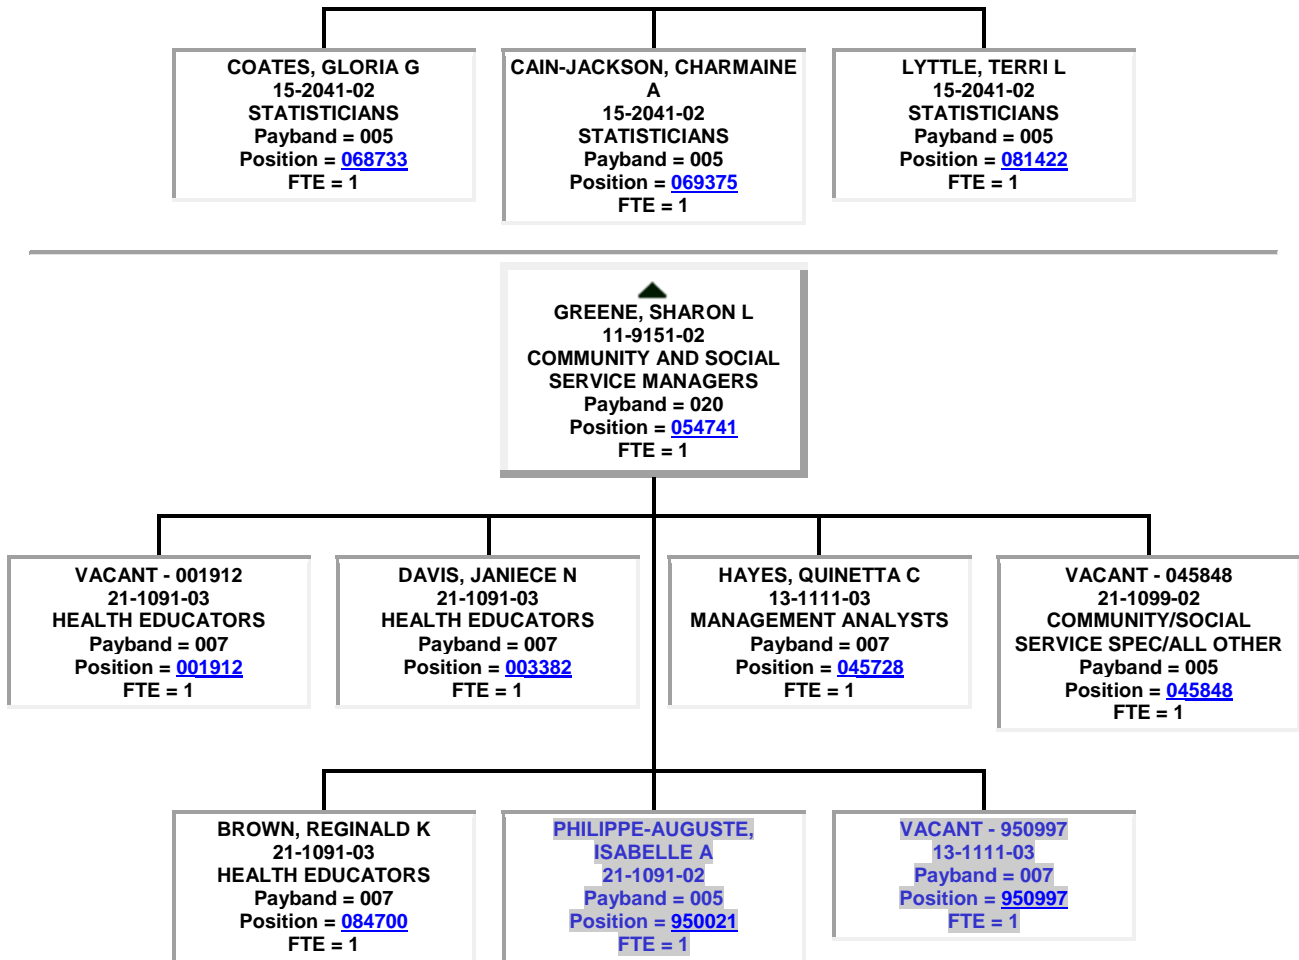 COATES, GLORIA G
15-2041-02
STATISTICIANS
Payband = 005
Position = 068733
FTE = 1
CAIN-JACKSON, CHARMAINE
A
15-2041-02
STATISTICIANS
Payband = 005
Position = 069375
FTE = 1
LYTTLE, TERRI L
15-2041-02
STATISTICIANS
Payband = 005
Position = 081422
FTE = 1
GREENE, SHARON L
11-9151-02
COMMUNITY AND SOCIAL
SERVICE MANAGERS
Payband = 020
Position = 054741
FTE = 1
VACANT - 001912
21-1091-03
HEALTH EDUCATORS
Payband = 007
Position = 001912
FTE = 1
DAVIS, JANIECE N
21-1091-03
HEALTH EDUCATORS
Payband = 007
Position = 003382
FTE = 1
HAYES, QUINETTA C
13-1111-03
MANAGEMENT ANALYSTS
Payband = 007
Position = 045728
FTE = 1
VACANT - 045848
21-1099-02
COMMUNITY/SOCIAL
SERVICE SPEC/ALL OTHER
Payband = 005
Position = 045848
FTE = 1
BROWN, REGINALD K
21-1091-03
HEALTH EDUCATORS
Payband = 007
Position = 084700
FTE = 1
PHILIPPE-AUGUSTE,
ISABELLE A
21-1091-02
Payband = 005
Position = 950021
FTE = 1
VACANT - 950997
13-1111-03
Payband = 007
Position = 950997
FTE = 1